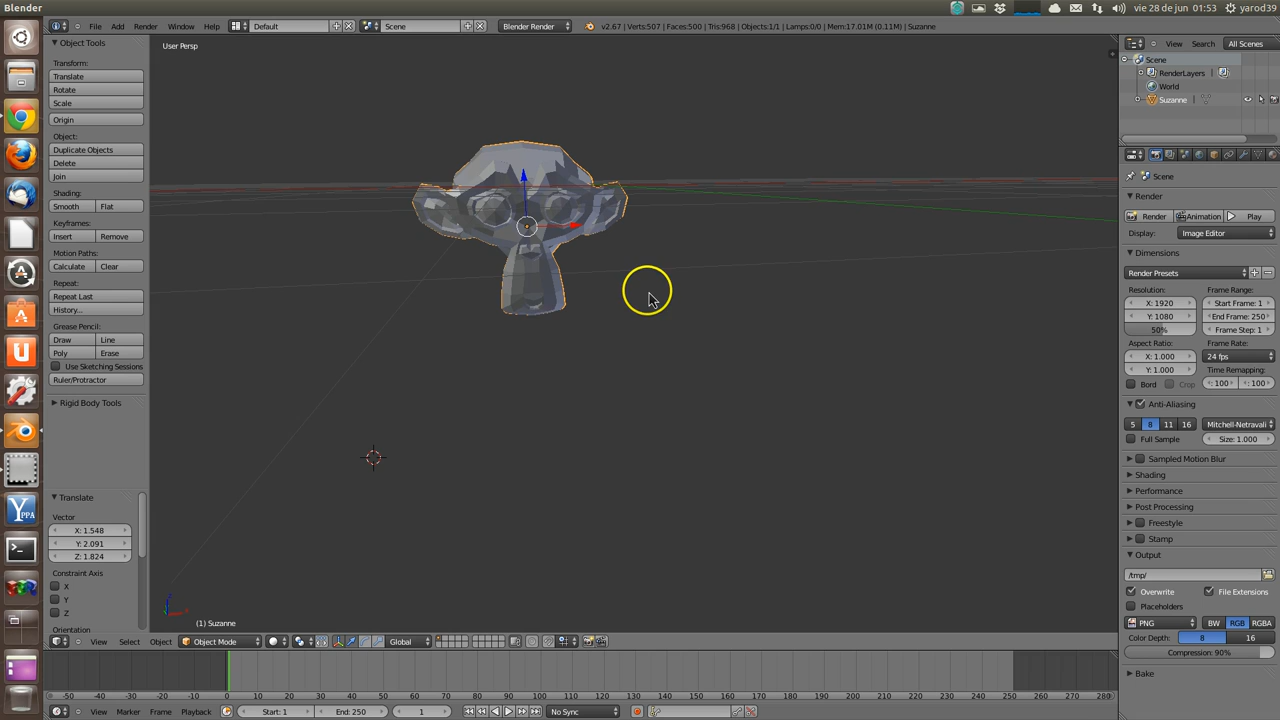 Blender
vie 28 de jun 01:53
yarod39
File
Add
Render
Window
Help
Default
Scene
Blender Render
v2.67 | Verts:507 | Faces:500 | Tris:968 | Objects:1/1 | Lamps:0/0 | Mem:17.01M (0.11M) | Suzanne
View
Search
All Scenes
Object Tools
Transform:
Translate
Rotate
Scale
Origin
Object:
Duplicate Objects
Delete
Join
Shading:
Smooth
Flat
Keyframes:
Insert
Remove
Motion Paths:
Calculate
Clear
Repeat:
Repeat Last
History...
Grease Pencil:
Draw
Line
Poly
Erase
Use Sketching Sessions
Ruler/Protractor
Rigid Body Tools
Translate
Vector
X: 1.548
Y: 2.091
Z: 1.824
Constraint Axis
X
Y
Z
Orientation
User Persp
(1) Suzanne
View
Select
Object
Object Mode
Global
-50 -40 -30 -20 -10 0 10 20 30 40 50 60 70 80 90 100 110 120 130 140 150 160 170 180 190 200 210 220 230 240 250 260 270 280
View
Marker
Frame
Playback
Start: 1
End: 250
1
No Sync
Scene
RenderLayers
World
Suzanne
Scene
Render
Render
Animation
Play
Display:
Image Editor
Dimensions
Render Presets
Resolution:
Frame Range:
X: 1920
Start Frame: 1
Y: 1080
End Frame: 250
50%
Frame Step: 1
Aspect Ratio:
Frame Rate:
X: 1.000
24 fps
Y: 1.000
Time Remapping:
Bord
Crop
: 100
: 100
Anti-Aliasing
5
8
11
16
Mitchell-Netravali
Full Sample
Size: 1.000
Sampled Motion Blur
Shading
Performance
Post Processing
Freestyle
Stamp
Output
/tmp/
Overwrite
File Extensions
Placeholders
PNG
BW
RGB
RGBA
Color Depth:
8
16
Compression: 90%
Bake